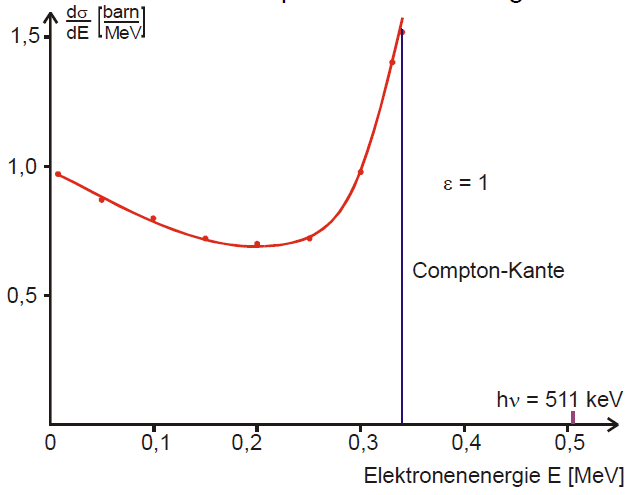 dσ/dE [barn/MeV]
1,5
1,0
0,5
ε = 1
Compton-Kante
hν = 511 keV
0 0,1 0,2 0,3 0,4 0,5
Elektronenenergie E [MeV]